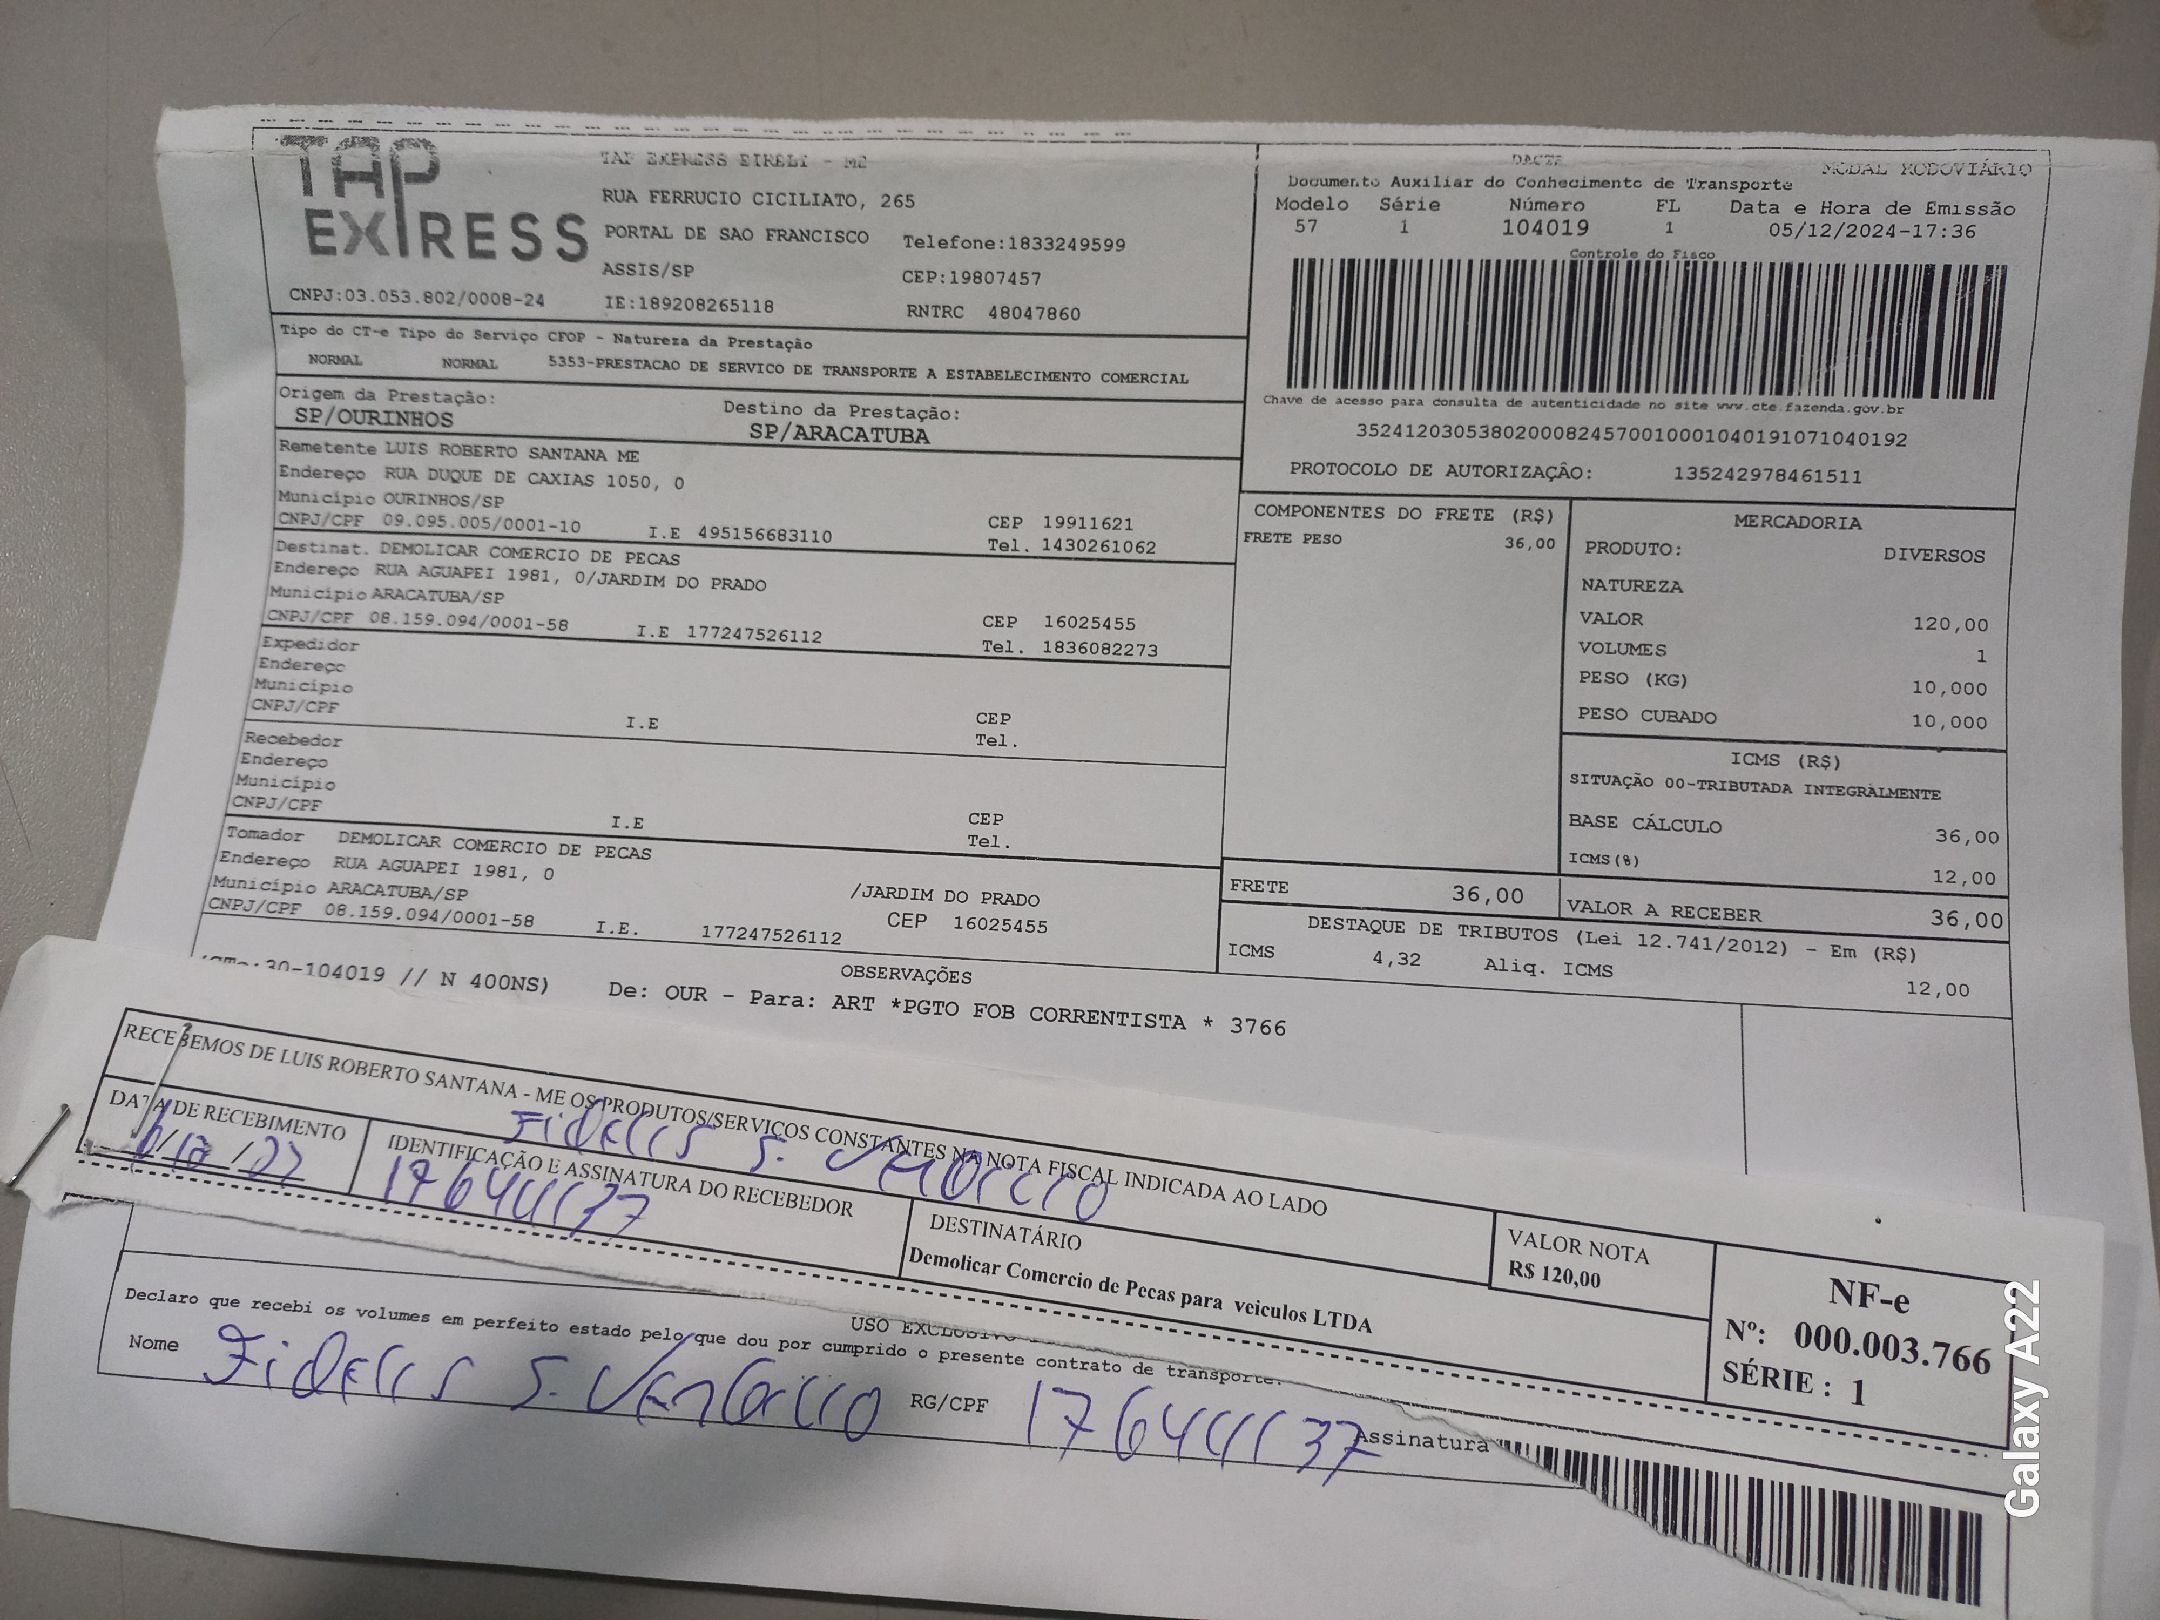 TAP
EXPRESS
TAP EXPRESS EIRELI - ME
RUA FERRUCIO CICILIATO, 265
PORTAL DE SAO FRANCISCO Telefone:1833249599
ASSIS/SP CEP:19807457
CNPJ:03.053.802/0008-24 IE:189208265118 RNTRC 48047860
DACTE MODAL RODOVIÁRIO
Documento Auxiliar do Conhecimento de Transporte
Modelo Série Número FL Data e Hora de Emissão
57 1 104019 1 05/12/2024-17:36
Controle do Fisco
Chave de acesso para consulta de autenticidade no site www.cte.fazenda.gov.br
35241203053802000824570010001040191071040192
PROTOCOLO DE AUTORIZAÇÃO: 135242978461511
Tipo do CT-e Tipo do Serviço CFOP - Natureza da Prestação
NORMAL NORMAL 5353-PRESTACAO DE SERVICO DE TRANSPORTE A ESTABELECIMENTO COMERCIAL
Origem da Prestação: Destino da Prestação:
SP/OURINHOS SP/ARACATUBA
Remetente LUIS ROBERTO SANTANA ME
Endereço RUA DUQUE DE CAXIAS 1050, 0
Município OURINHOS/SP CEP 19911621
CNPJ/CPF 09.095.005/0001-10 I.E 495156683110 Tel. 1430261062
Destinat. DEMOLICAR COMERCIO DE PECAS
Endereço RUA AGUAPEI 1981, 0/JARDIM DO PRADO
Município ARACATUBA/SP CEP 16025455
CNPJ/CPF 08.159.094/0001-58 I.E 177247526112 Tel. 1836082273
Expedidor
Endereço
Município CEP
CNPJ/CPF I.E Tel.
Recebedor
Endereço
Município CEP
CNPJ/CPF I.E Tel.
Tomador DEMOLICAR COMERCIO DE PECAS
Endereço RUA AGUAPEI 1981, 0 /JARDIM DO PRADO
Município ARACATUBA/SP CEP 16025455
CNPJ/CPF 08.159.094/0001-58 I.E. 177247526112
COMPONENTES DO FRETE (R$)
FRETE PESO 36,00
MERCADORIA
PRODUTO: DIVERSOS
NATUREZA
VALOR 120,00
VOLUMES 1
PESO (KG) 10,000
PESO CUBADO 10,000
ICMS (R$)
SITUAÇÃO 00-TRIBUTADA INTEGRALMENTE
BASE CÁLCULO 36,00
ICMS(%) 12,00
FRETE 36,00 VALOR A RECEBER 36,00
DESTAQUE DE TRIBUTOS (Lei 12.741/2012) - Em (R$)
ICMS 4,32 Aliq. ICMS 12,00
OBSERVAÇÕES
30-104019 // N 400NS) De: OUR - Para: ART *PGTO FOB CORRENTISTA * 3766
RECEBEMOS DE LUIS ROBERTO SANTANA - ME OS PRODUTOS/SERVIÇOS CONSTANTES NA NOTA FISCAL INDICADA AO LADO
DATA DE RECEBIMENTO IDENTIFICAÇÃO E ASSINATURA DO RECEBEDOR
Fidelis S.
17644137
DESTINATÁRIO
Demolicar Comercio de Pecas para veiculos LTDA
VALOR NOTA
R$ 120,00
NF-e
Nº: 000.003.766
SÉRIE : 1
USO EXCLUSIVO
Declaro que recebi os volumes em perfeito estado pelo que dou por cumprido o presente contrato de transporte.
Nome Fidelis S. RG/CPF 17644137 Assinatura
Galaxy A22